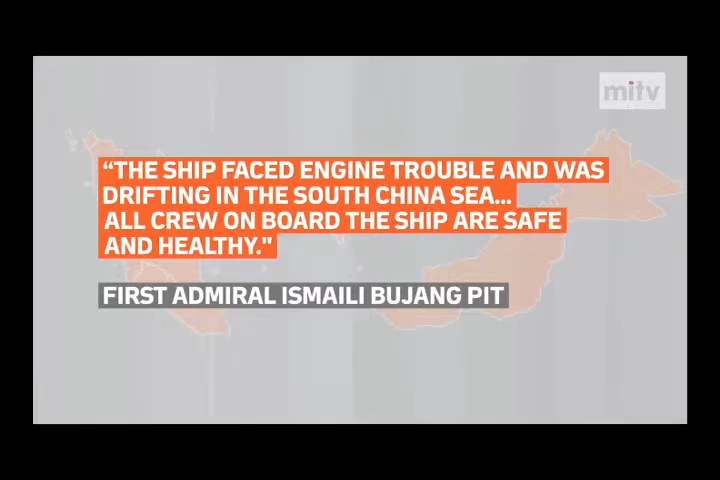 mitv
“THE SHIP FACED ENGINE TROUBLE AND WAS
DRIFTING IN THE SOUTH CHINA SEA...
ALL CREW ON BOARD THE SHIP ARE SAFE
AND HEALTHY."
FIRST ADMIRAL ISMAILI BUJANG PIT